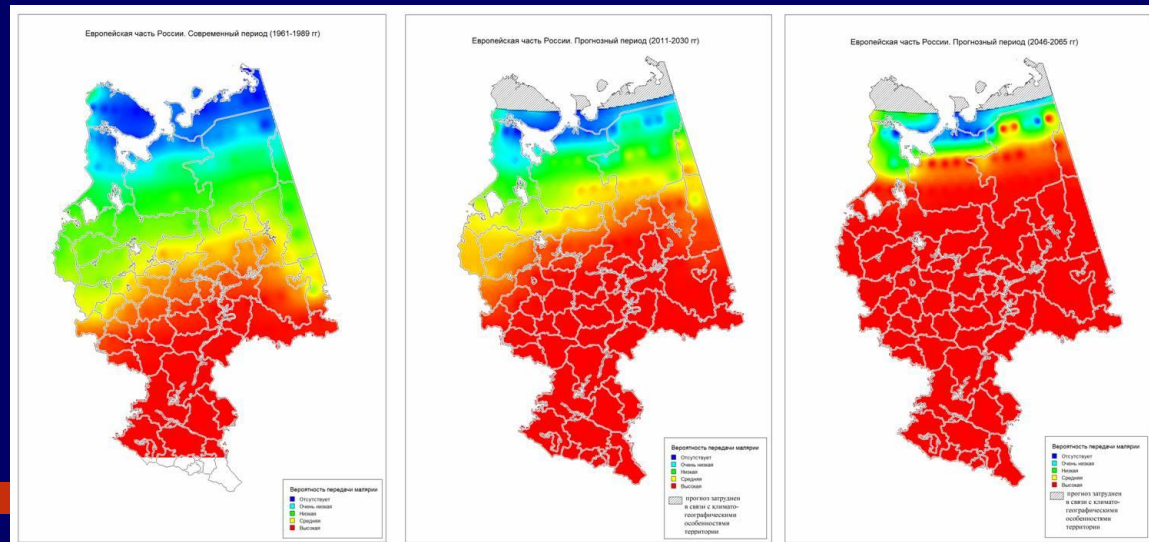 Европейская часть России. Современный период (1961-1989 гг)
Вероятность передачи малярии
Отсутствует
Очень низкая
Низкая
Средняя
Высокая
Европейская часть России. Прогнозный период (2011-2030 гг)
Вероятность передачи малярии
Отсутствует
Очень низкая
Низкая
Средняя
Высокая
прогноз загруднен
в связи с климато-
географическими
особенностями
территории
Европейская часть России. Прогнозный период (2046-2065 гг)
Вероятность передачи малярии
Отсутствует
Очень низкая
Низкая
Средняя
Высокая
прогноз загруднен
в связи с климато-
географическими
особенностями
территории